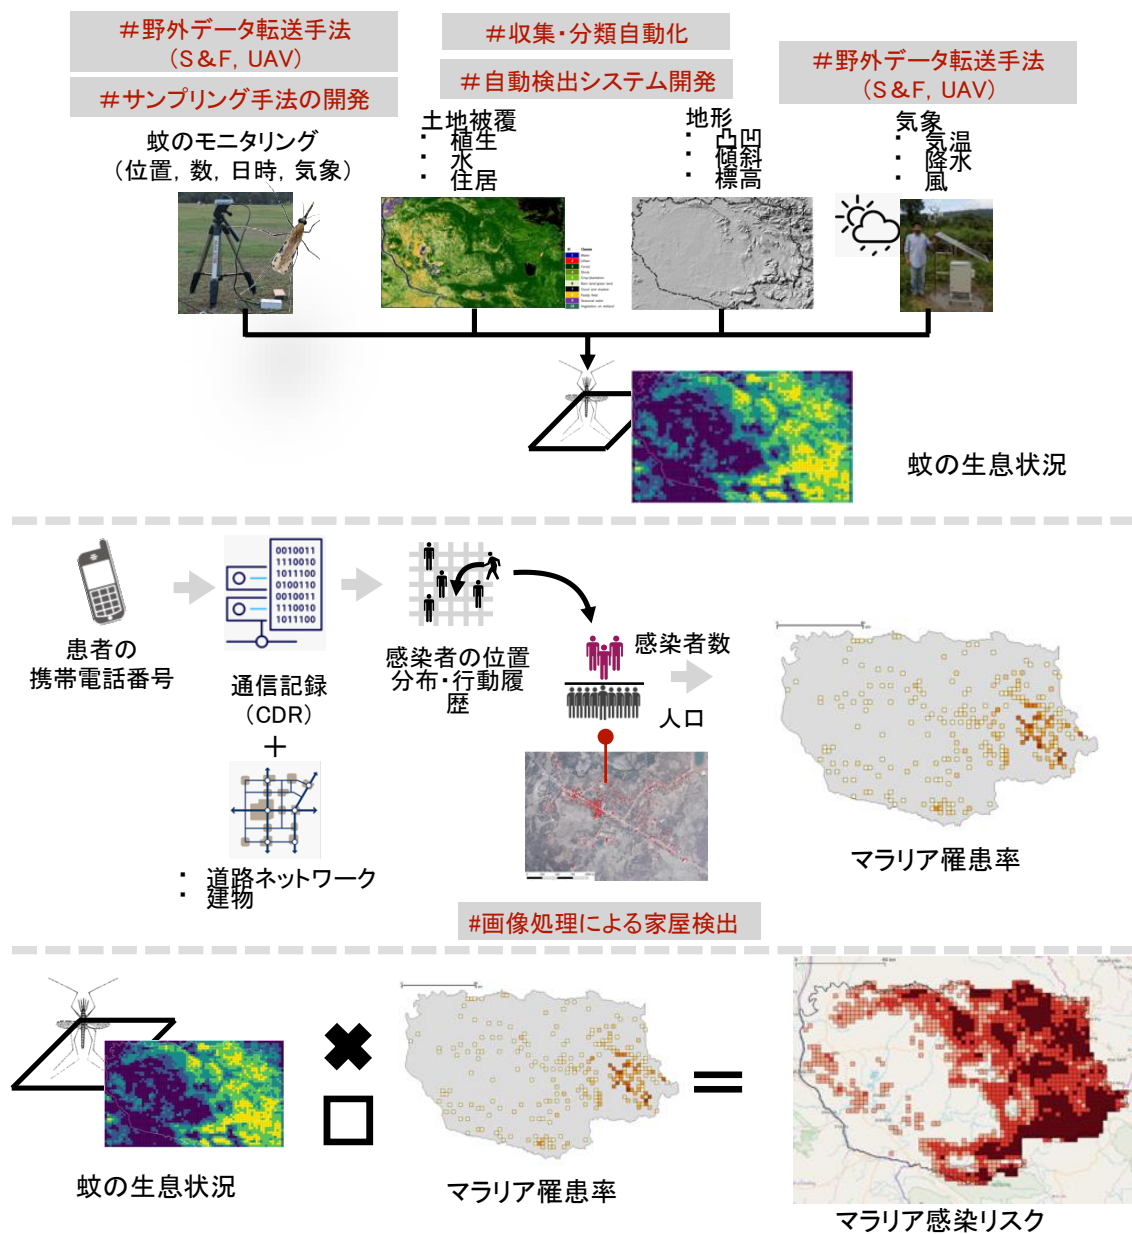 ＃野外データ転送手法
（S＆F, UAV）
＃サンプリング手法の開発
＃収集・分類自動化
＃自動検出システム開発
＃野外データ転送手法
（S＆F, UAV）
蚊のモニタリング
（位置, 数, 日時, 気象）
土地被覆
植生
水
住居
地形
凸凹
傾斜
標高
気象
気温
降水
風
蚊の生息状況
患者の
携帯電話番号
0010011
1110010
1011100
0100110
0010011
1110010
1011100
通信記録
（CDR）
＋
道路ネットワーク
建物
感染者の位置
分布・行動履
歴
感染者数
人口
マラリア罹患率
#画像処理による家屋検出
蚊の生息状況
マラリア罹患率
マラリア感染リスク